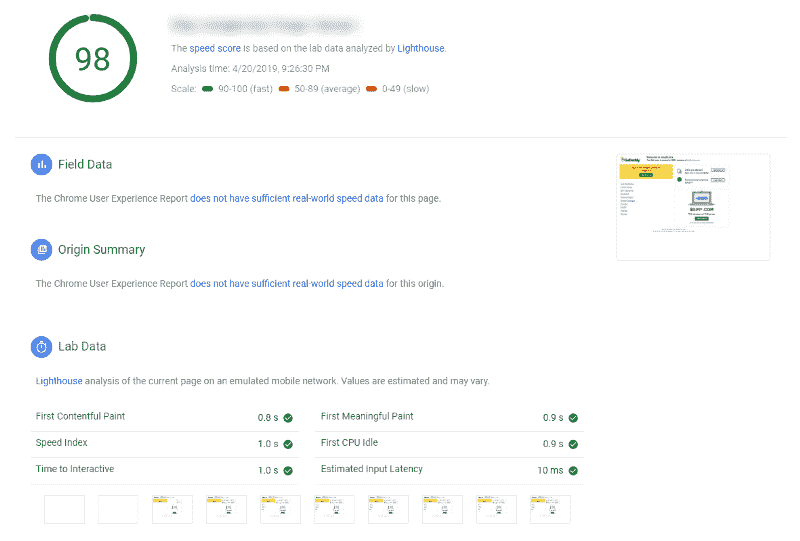 98
The speed score is based on the lab data analyzed by Lighthouse.
Analysis time: 4/20/2019, 9:26:30 PM
Scale: 90-100 (fast) 50-89 (average) 0-49 (slow)
Field Data
The Chrome User Experience Report does not have sufficient real-world speed data for this page.
Origin Summary
The Chrome User Experience Report does not have sufficient real-world speed data for this origin.
Lab Data
Lighthouse analysis of the current page on an emulated mobile network. Values are estimated and may vary.
First Contentful Paint 0.8 s
First Meaningful Paint 0.9 s
Speed Index 1.0 s
First CPU Idle 0.9 s
Time to Interactive 1.0 s
Estimated Input Latency 10 ms